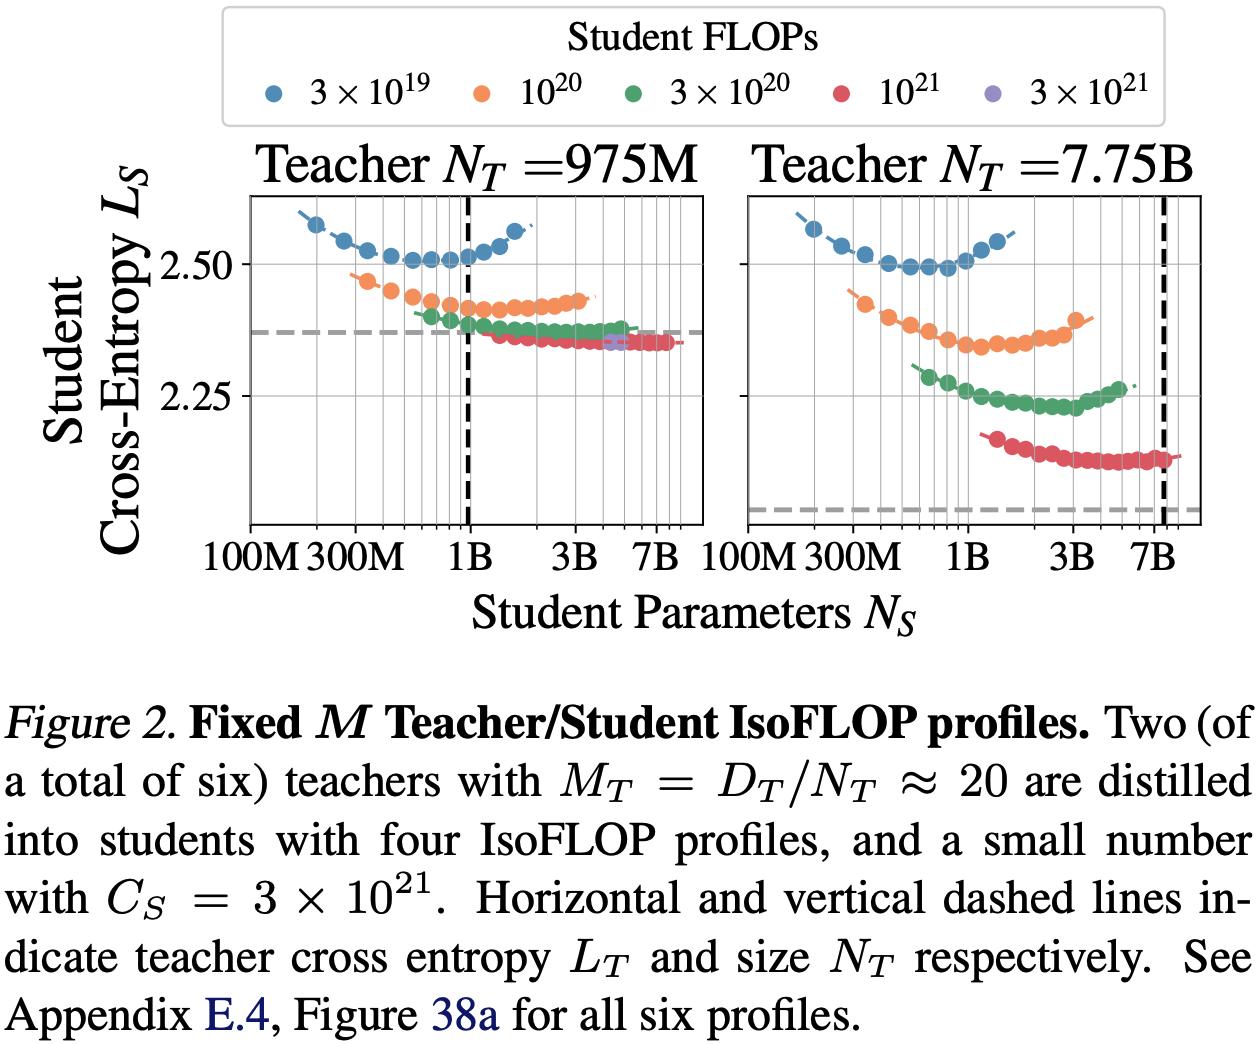 Student FLOPs
3 × 10¹⁹ 10²⁰ 3 × 10²⁰ 10²¹ 3 × 10²¹
Teacher N_T =975M Teacher N_T =7.75B
Student
Cross-Entropy L_S
2.50
2.25
100M 300M 1B 3B 7B 100M 300M 1B 3B 7B
Student Parameters N_S
Figure 2. Fixed M Teacher/Student IsoFLOP profiles. Two (of
a total of six) teachers with M_T = D_T/N_T ≈ 20 are distilled
into students with four IsoFLOP profiles, and a small number
with C_S = 3 × 10²¹. Horizontal and vertical dashed lines in-
dicate teacher cross entropy L_T and size N_T respectively. See
Appendix E.4, Figure 38a for all six profiles.